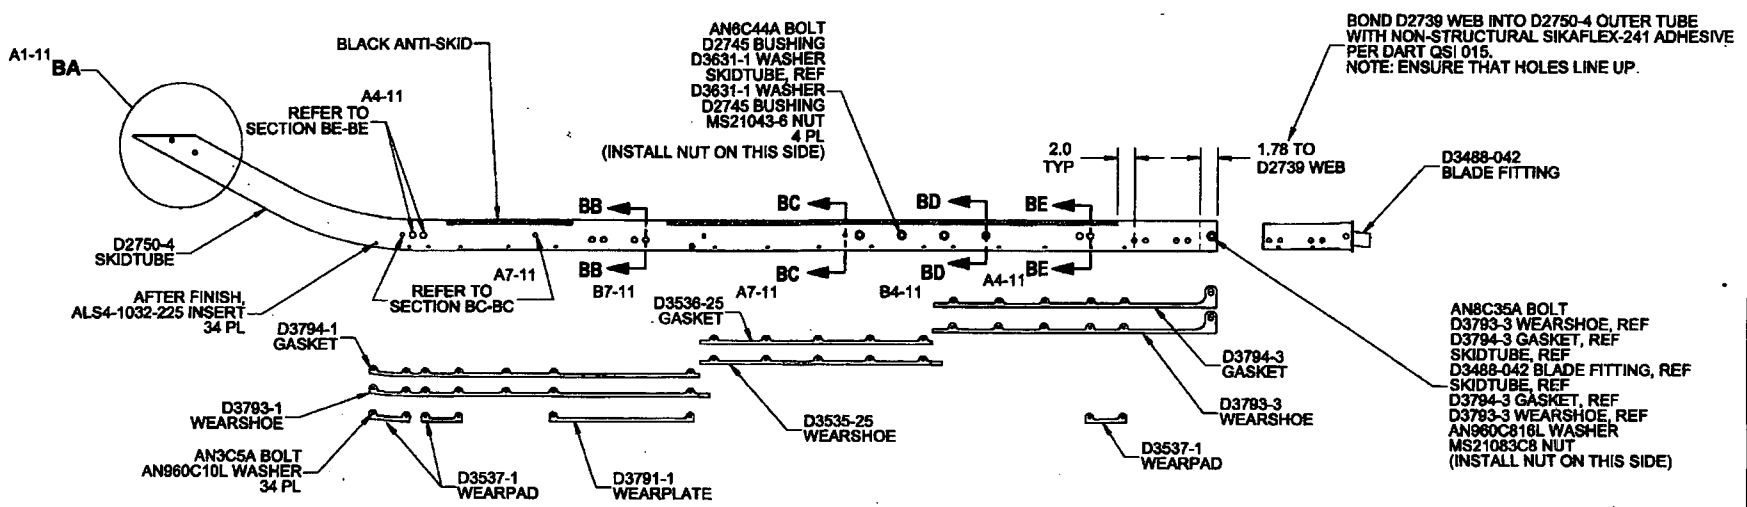 A1-11
BA
BLACK ANTI-SKID
A4-11
REFER TO
SECTION BE-BE
AN6C44A BOLT
D2745 BUSHING
D3631-1 WASHER
SKIDTUBE, REF
D3631-1 WASHER
D2745 BUSHING
MS21043-6 NUT
4 PL
(INSTALL NUT ON THIS SIDE)
BOND D2739 WEB INTO D2750-4 OUTER TUBE
WITH NON-STRUCTURAL SIKAFLEX-241 ADHESIVE
PER DART QSI 015.
NOTE: ENSURE THAT HOLES LINE UP.
2.0
TYP
1.78 TO
D2739 WEB
D3488-042
BLADE FITTING
BB
BC
BD
BE
D2750-4
SKIDTUBE
BB
BC
BD
BE
A7-11
REFER TO
SECTION BC-BC
B7-11
A7-11
B4-11
A4-11
AFTER FINISH,
ALS4-1032-225 INSERT
34 PL
D3794-1
GASKET
D3536-25
GASKET
D3794-3
GASKET
D3793-1
WEARSHOE
D3535-25
WEARSHOE
D3793-3
WEARSHOE
AN3C5A BOLT
AN960C10L WASHER
34 PL
D3537-1
WEARPAD
D3791-1
WEARPLATE
D3537-1
WEARPAD
AN8C35A BOLT
D3793-3 WEARSHOE, REF
D3794-3 GASKET, REF
SKIDTUBE, REF
D3488-042 BLADE FITTING, REF
SKIDTUBE, REF
D3794-3 GASKET, REF
D3793-3 WEARSHOE, REF
AN960C816L WASHER
MS21083C8 NUT
(INSTALL NUT ON THIS SIDE)